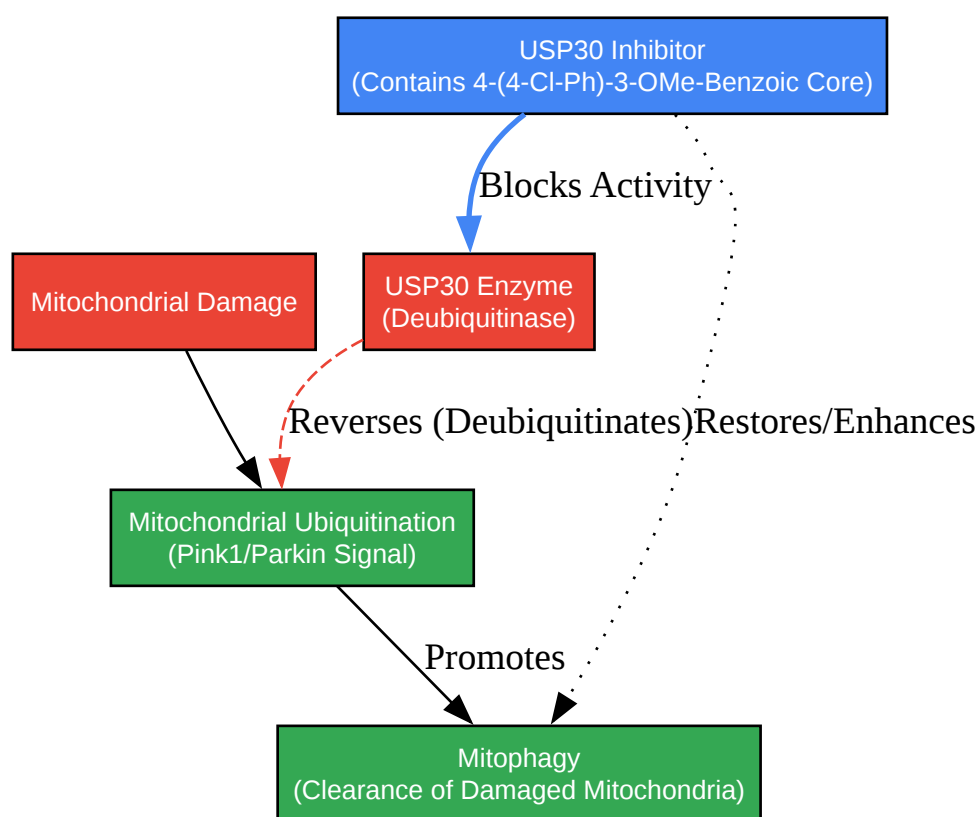 USP30 Inhibitor
(Contains 4-(4-Cl-Ph)-3-OMe-Benzoic Core)
Blocks Activity
Mitochondrial Damage
USP30 Enzyme
(Deubiquitinase)
Reverses (Deubiquitinates)
Restores/Enhances
Mitochondrial Ubiquitination
(Pink1/Parkin Signal)
Promotes
Mitophagy
(Clearance of Damaged Mitochondria)